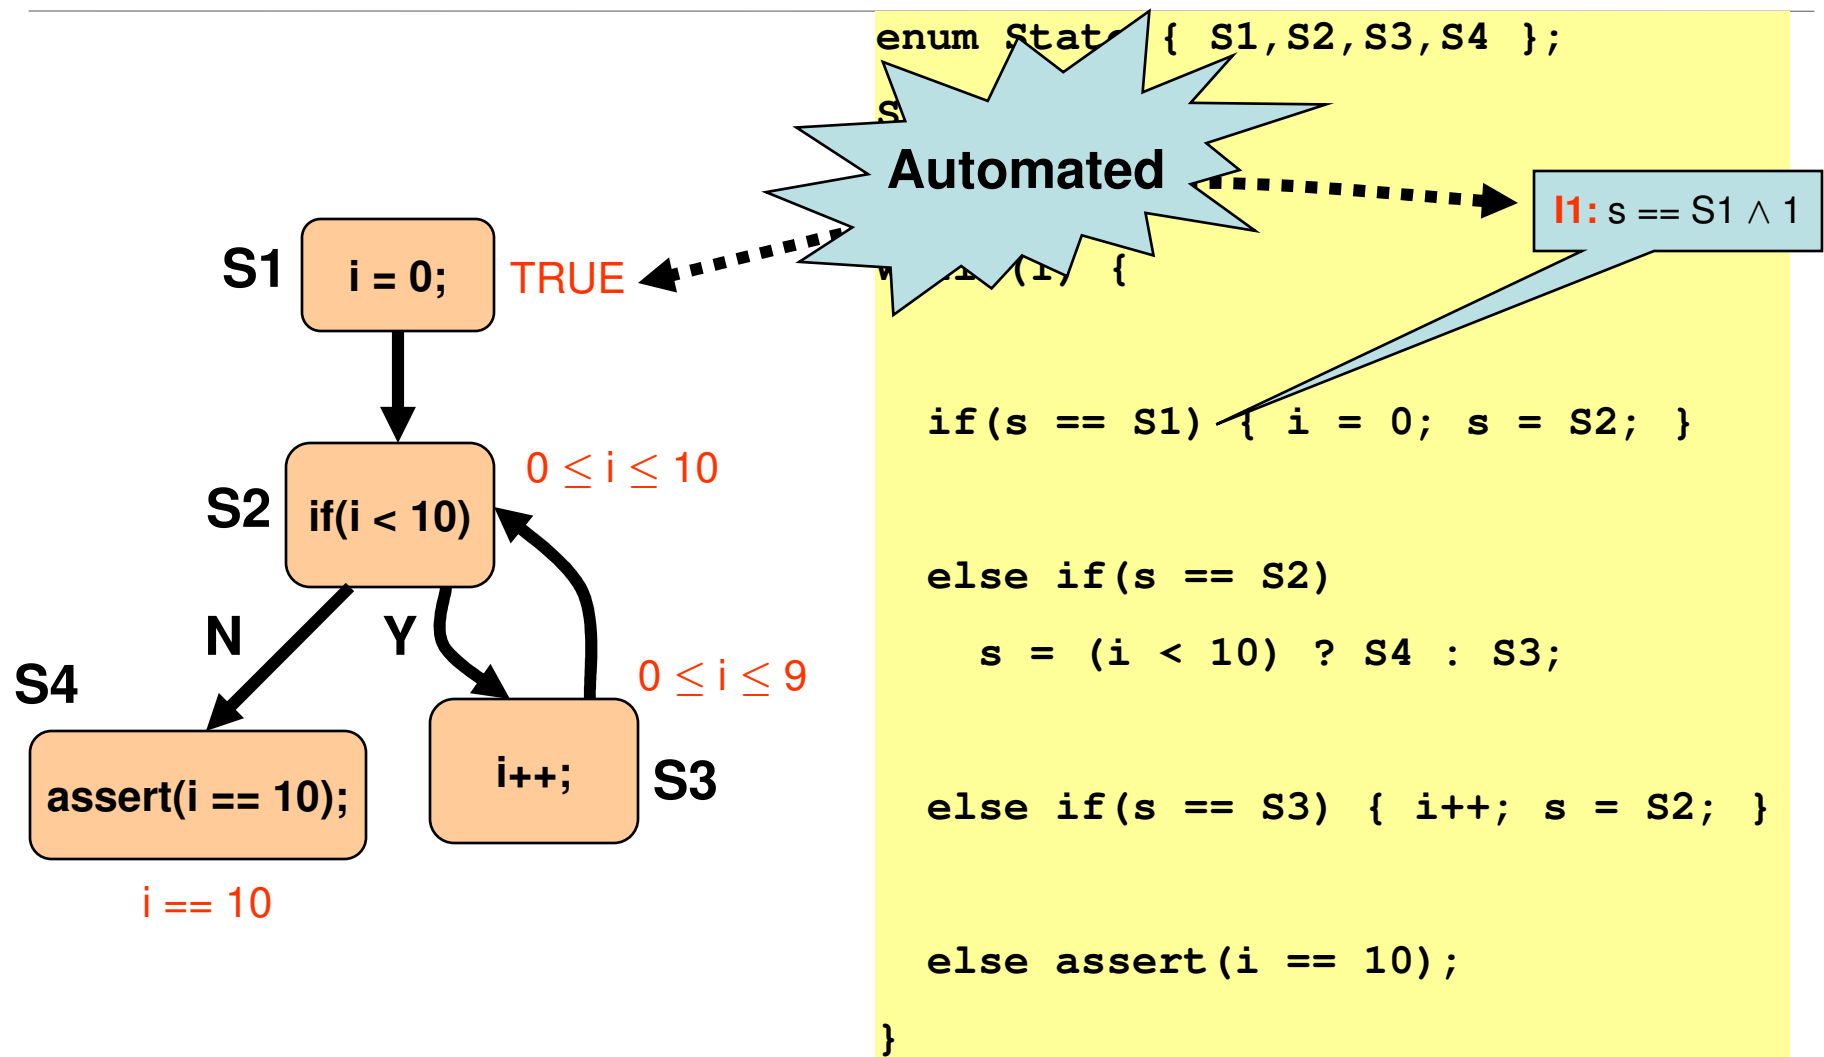 enum State { S1,S2,S3,S4 };
S
Automated
I1: s == S1 ∧ 1
S1
i = 0;
TRUE
(1) {
if(s == S1) { i = 0; s = S2; }
0 ≤ i ≤ 10
S2
if(i < 10)
else if(s == S2)
N
Y
s = (i < 10) ? S4 : S3;
S4
0 ≤ i ≤ 9
assert(i == 10);
i++;
S3
else if(s == S3) { i++; s = S2; }
i == 10
else assert(i == 10);
}